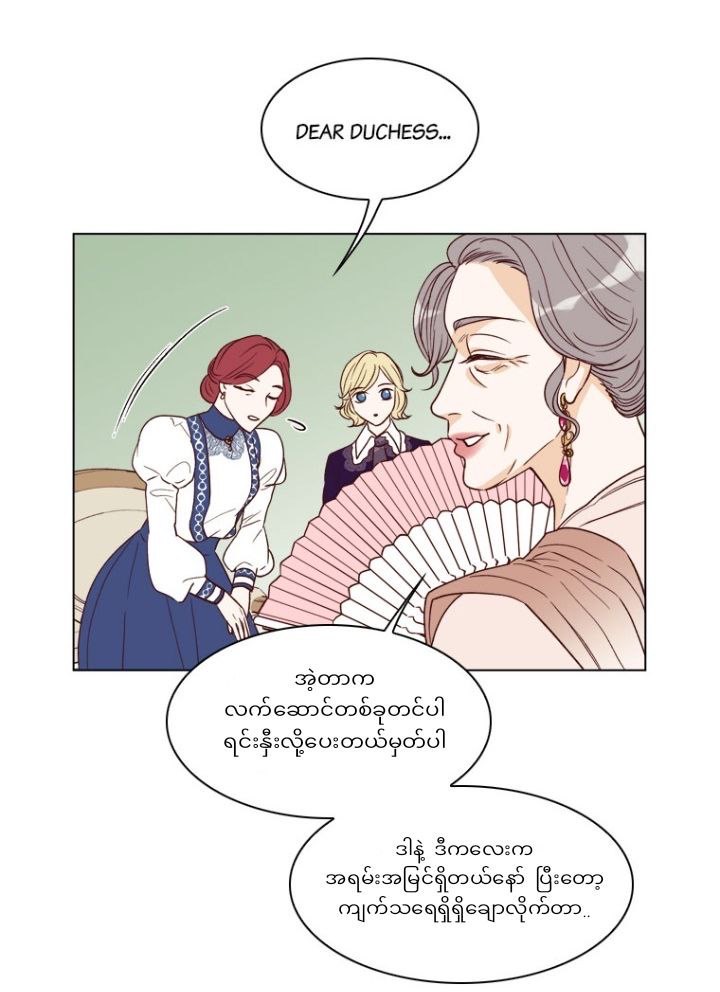 DEAR DUCHESS...
အဲ့တာက
လက်ဆောင်တစ်ခုတင်ပါ
ရင်းနှီးလို့ပေးတယ်မှတ်ပါ
ဒါနဲ့ ဒီကလေးက
အရမ်းအမြင်ရှိတယ်နော် ပြီးတော့
ကျက်သရေရှိရှိချောလိုက်တာ..